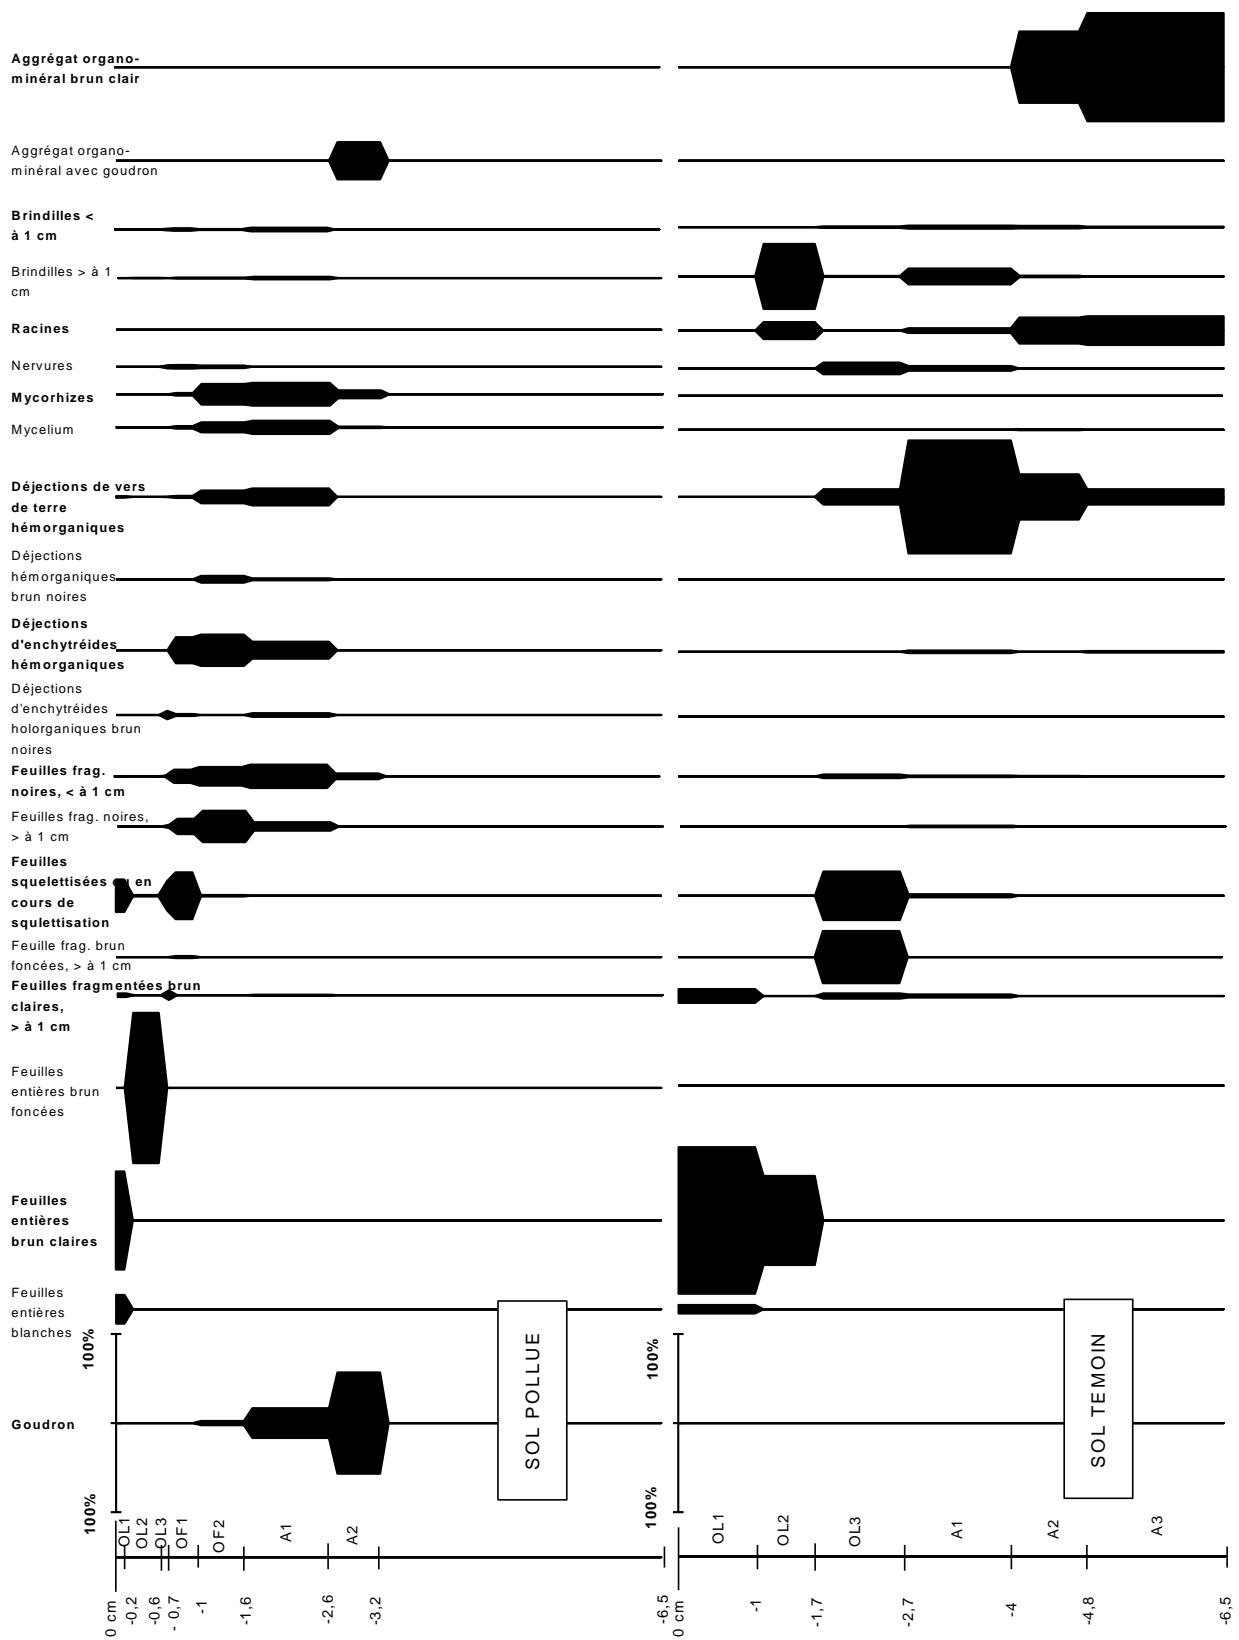 Aggrégat organo-
minéral brun clair
Aggrégat organo-
minéral avec goudron
Brindilles <
à 1 cm
Brindilles > à 1
cm
Racines
Nervures
Mycorhizes
Mycelium
Déjections de vers
de terre
hémorganiques
Déjections
hémorganiques
brun noires
Déjections
d'enchytréides
hémorganiques
Déjections
d'enchytréides
holorganiques brun
noires
Feuilles frag.
noires, < à 1 cm
Feuilles frag. noires,
> à 1 cm
Feuilles
squelettisées ou en
cours de
squlettisation
Feuille frag. brun
foncées, > à 1 cm
Feuilles fragmentées brun
claires,
> à 1 cm
Feuilles
entières brun
foncées
Feuilles
entières
brun claires
Feuilles
entières
blanches
Goudron
100%
100%
SOL POLLUE
100%
100%
SOL TEMOIN
OL1
OL2
OL3
OF1
OF2
A1
A2
OL1
OL2
OL3
A1
A2
A3
0 cm
-0,2
-0,6
- 0,7
-1
-1,6
-2,6
-3,2
-6,5
0 cm
-1
-1,7
-2,7
-4
-4,8
-6,5